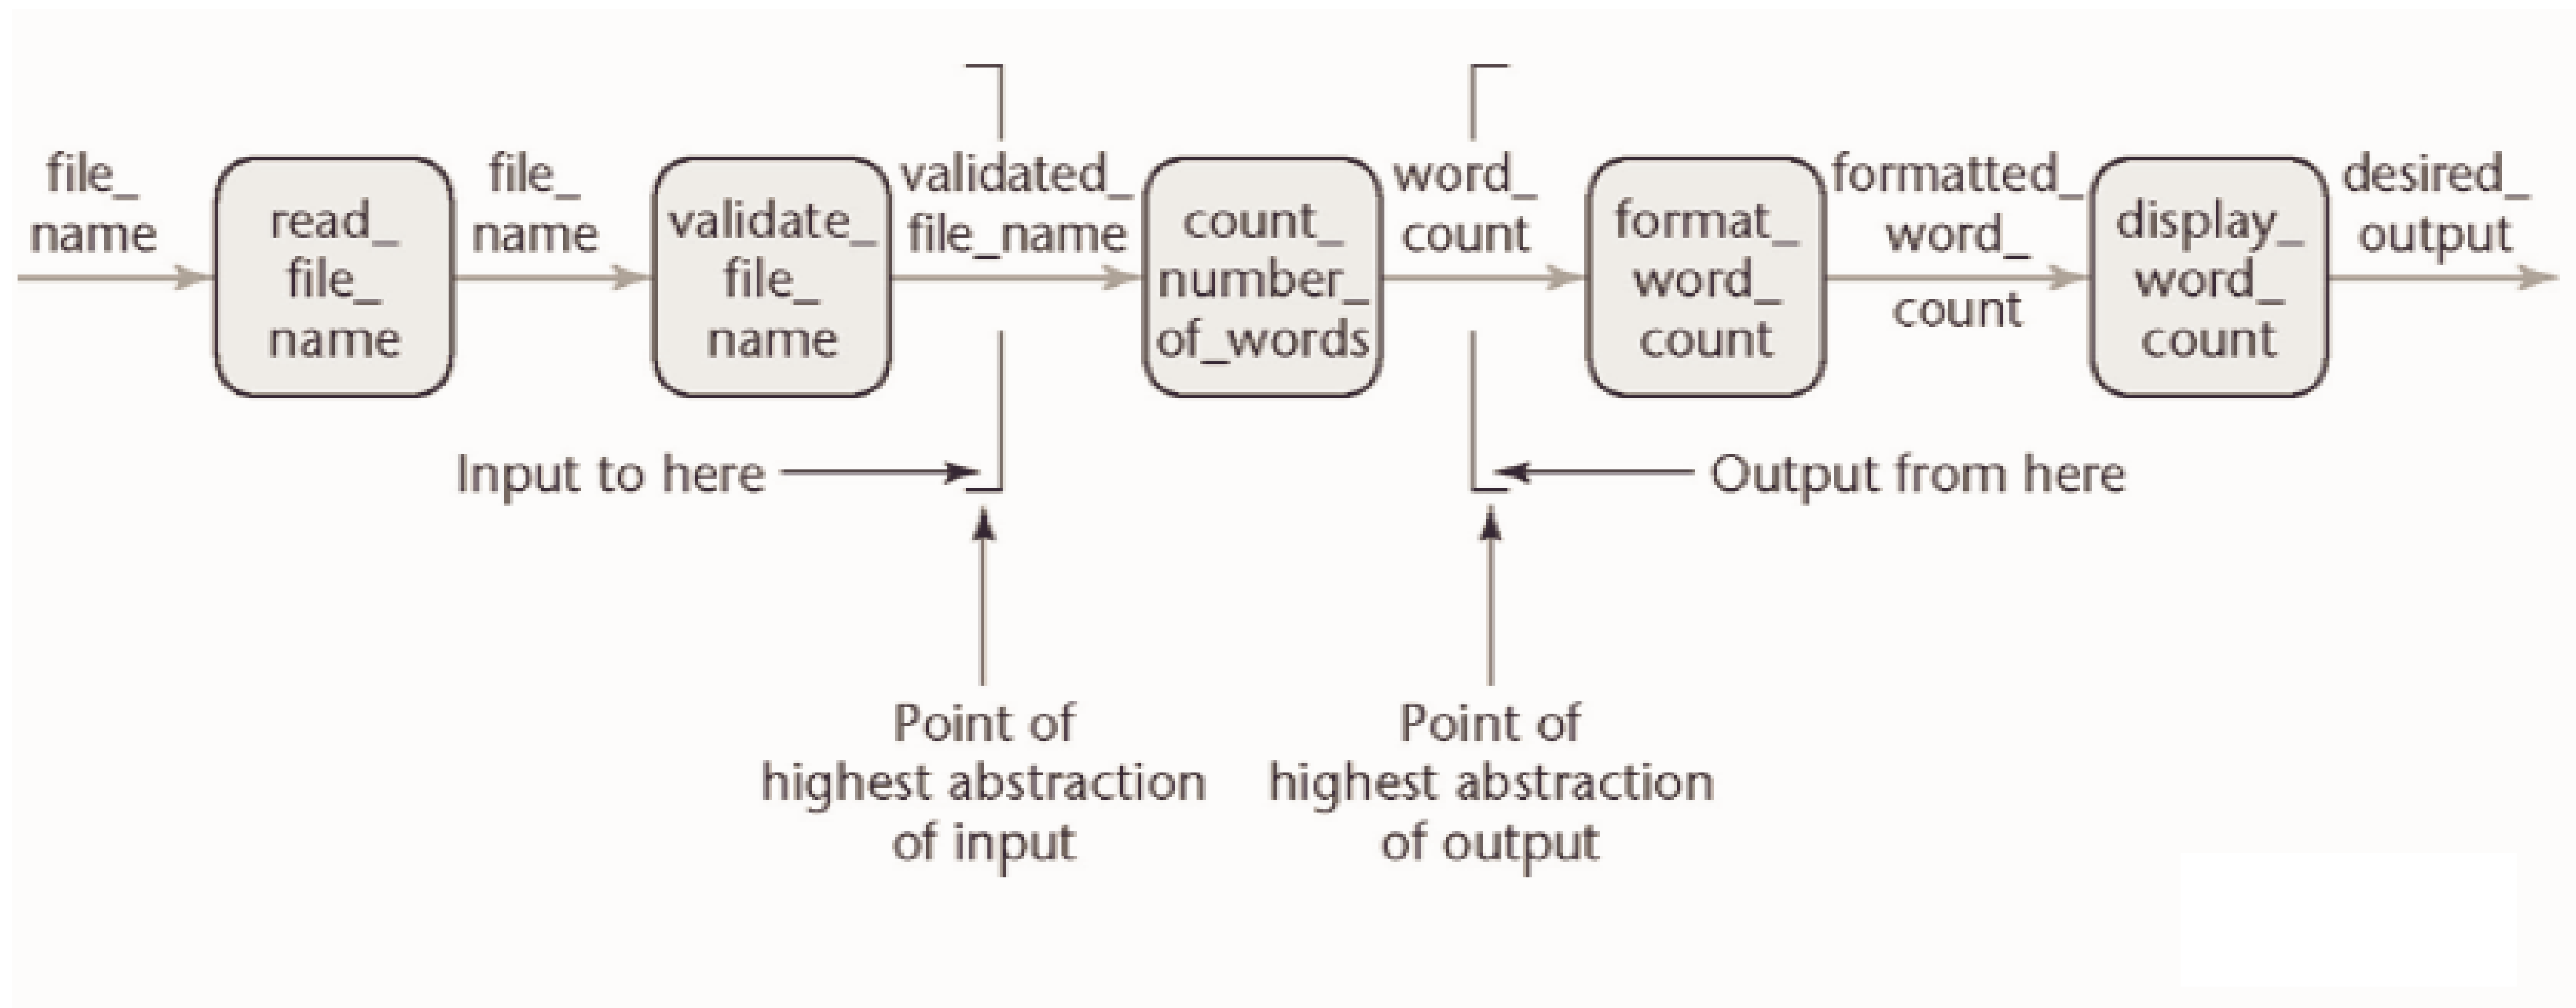 file_
name
read_
file_
name
file_
name
validate_
file_
name
validated_
file_name
count_
number_
of_words
word_
count
format_
word_
count
formatted_
word_
count
display_
word_
count
desired_
output
Input to here
Output from here
Point of
highest abstraction
of input
Point of
highest abstraction
of output